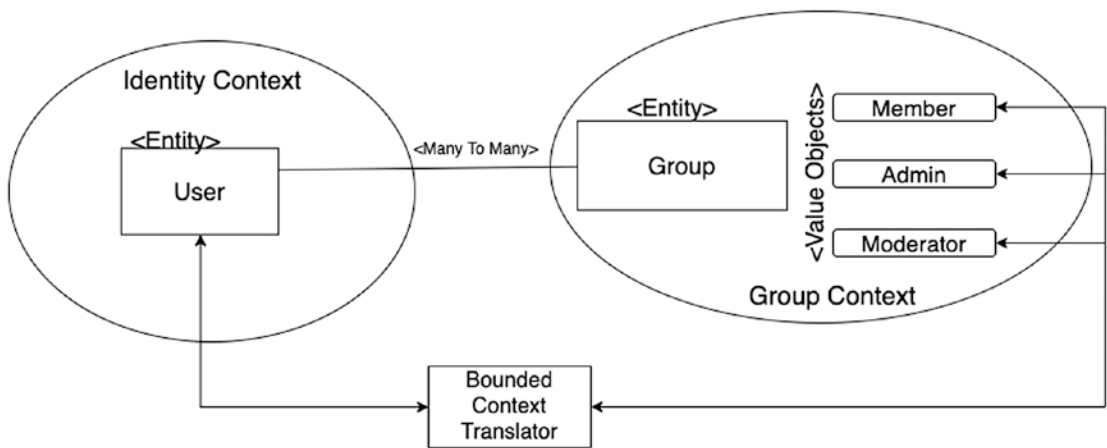 Identity Context
<Entity>
User
<Many To Many>
<Entity>
Group
<Value Objects>
Member
Admin
Moderator
Group Context
Bounded
Context
Translator